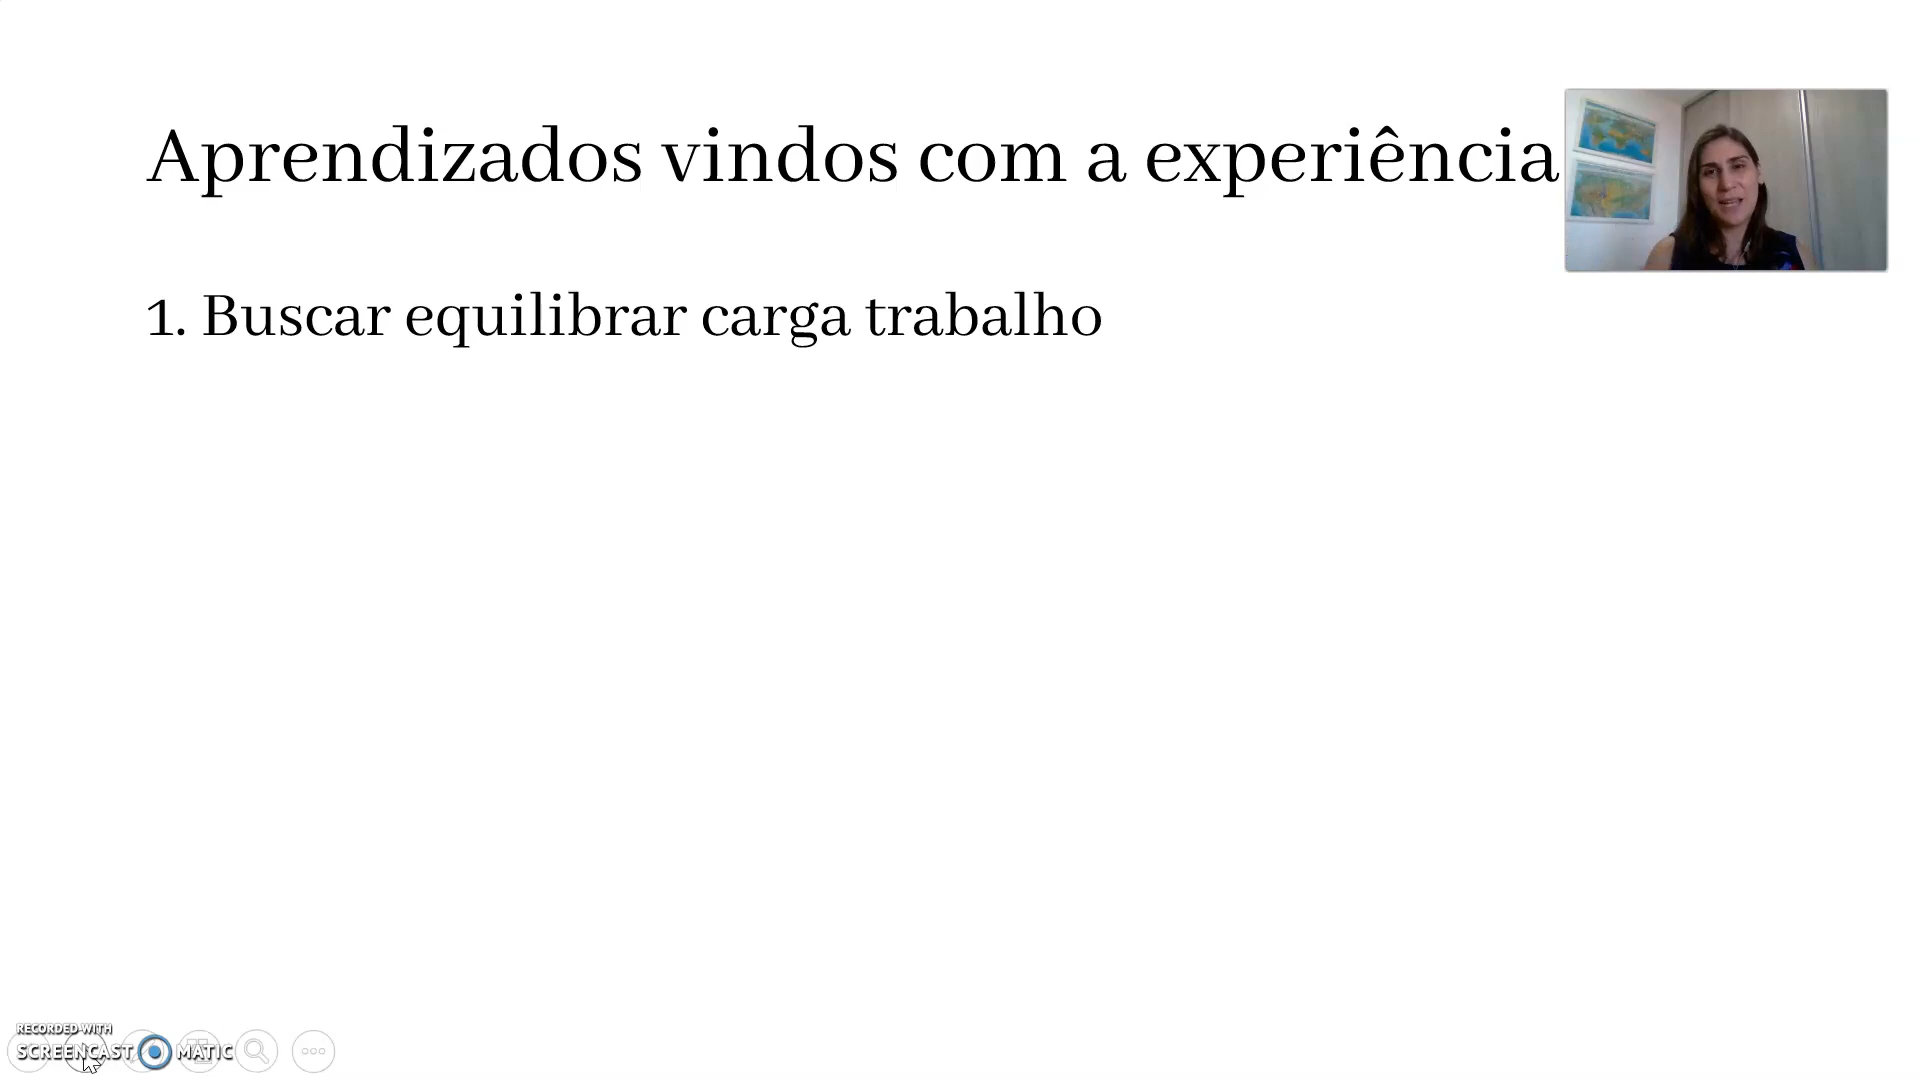 Aprendizados vindos com a experiência
1. Buscar equilibrar carga trabalho
RECORDED WITH
SCREENCAST MATIC